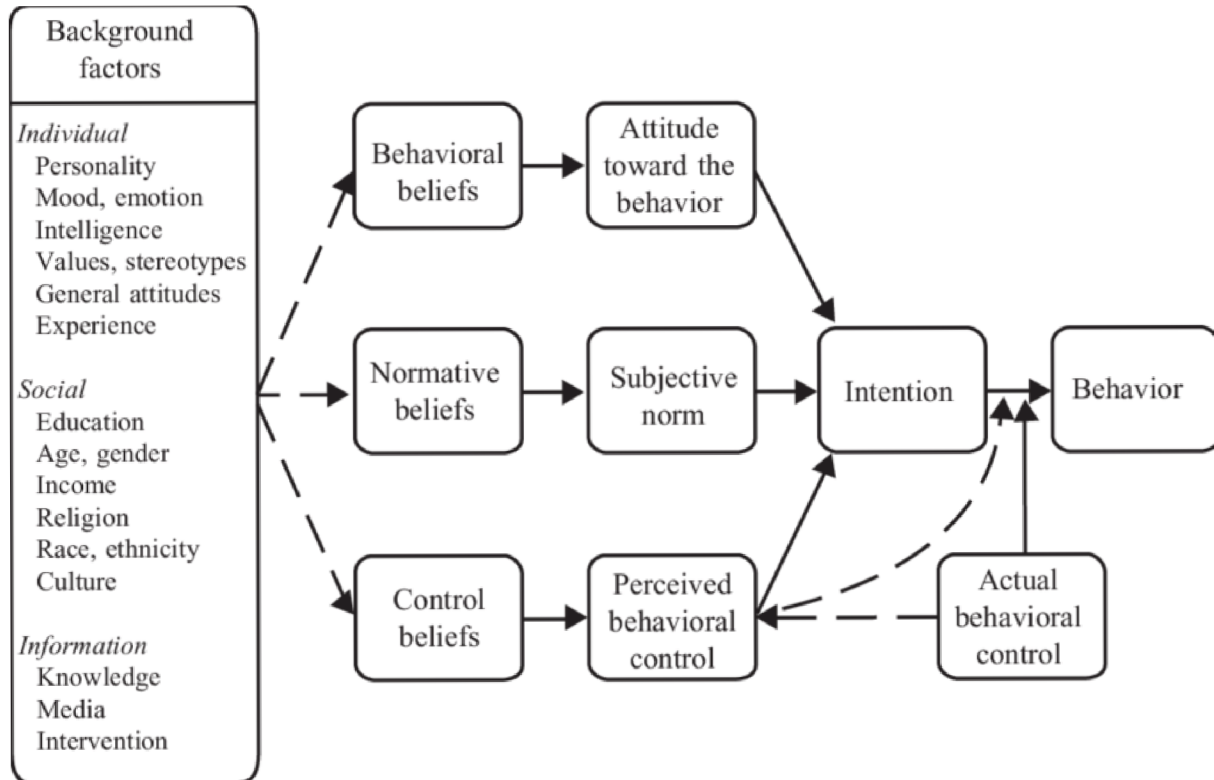 Background
factors
Individual
Personality
Mood, emotion
Intelligence
Values, stereotypes
General attitudes
Experience
Social
Education
Age, gender
Income
Religion
Race, ethnicity
Culture
Information
Knowledge
Media
Intervention
Behavioral
beliefs
Attitude
toward the
behavior
Normative
beliefs
Subjective
norm
Intention
Behavior
Control
beliefs
Perceived
behavioral
control
Actual
behavioral
control